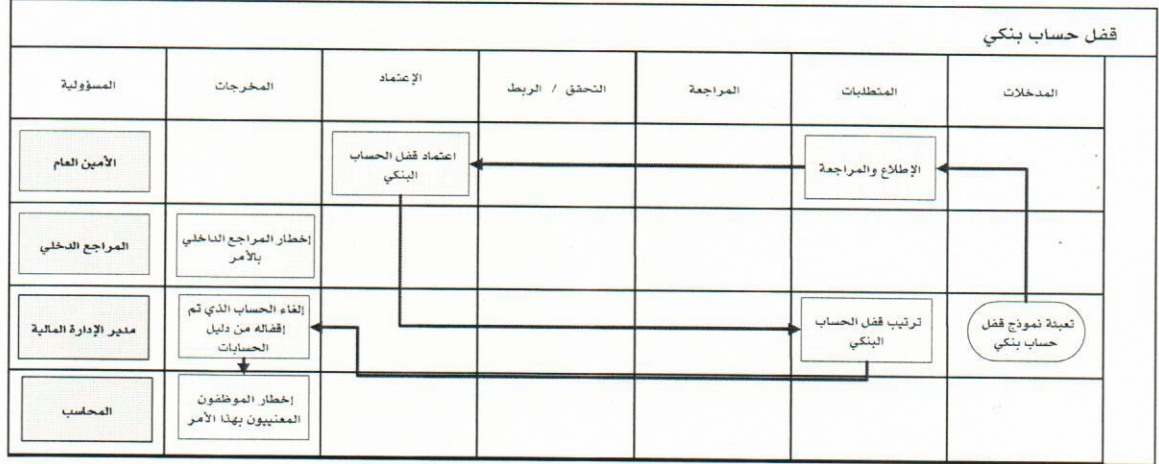 قفل حساب بنكي
المدخلات
المتطلبات
المراجعة
التحقق / الربط
الإعتماد
المخرجات
المسؤولية
الإطلاع والمراجعة
اعتماد قفل الحساب
البنكي
الأمين العام
إخطار المراجع الداخلي
بالأمر
المراجع الدخلي
تعبئة نموذج قفل
حساب بنكي
ترتيب قفل الحساب
البنكي
إلغاء الحساب الذي تم
إقفاله من دليل
الحسابات
مدير الإدارة المالية
إخطار الموظفون
المعنييون بهذا الأمر
المحاسب